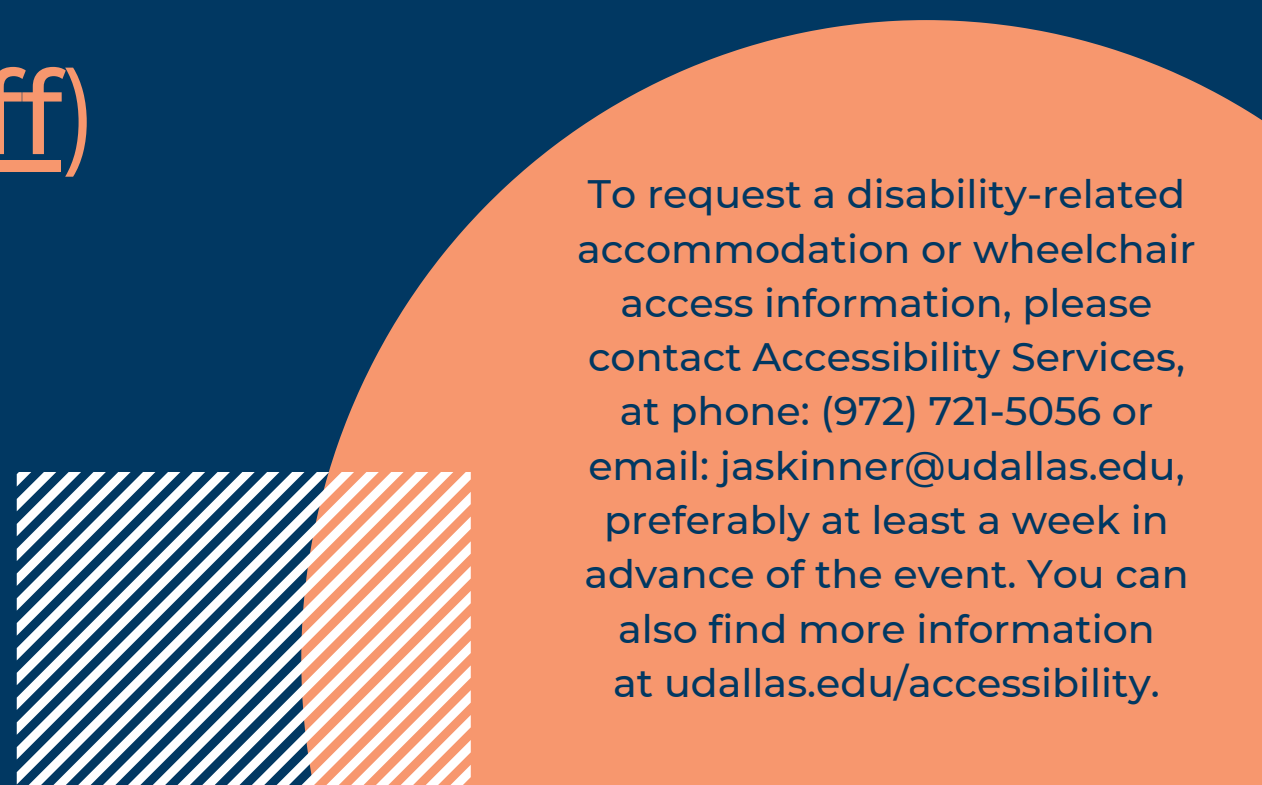 ff)
To request a disability-related
accommodation or wheelchair
access information, please
contact Accessibility Services,
at phone: (972) 721-5056 or
email: jaskinner@udallas.edu,
preferably at least a week in
advance of the event. You can
also find more information
at udallas.edu/accessibility.